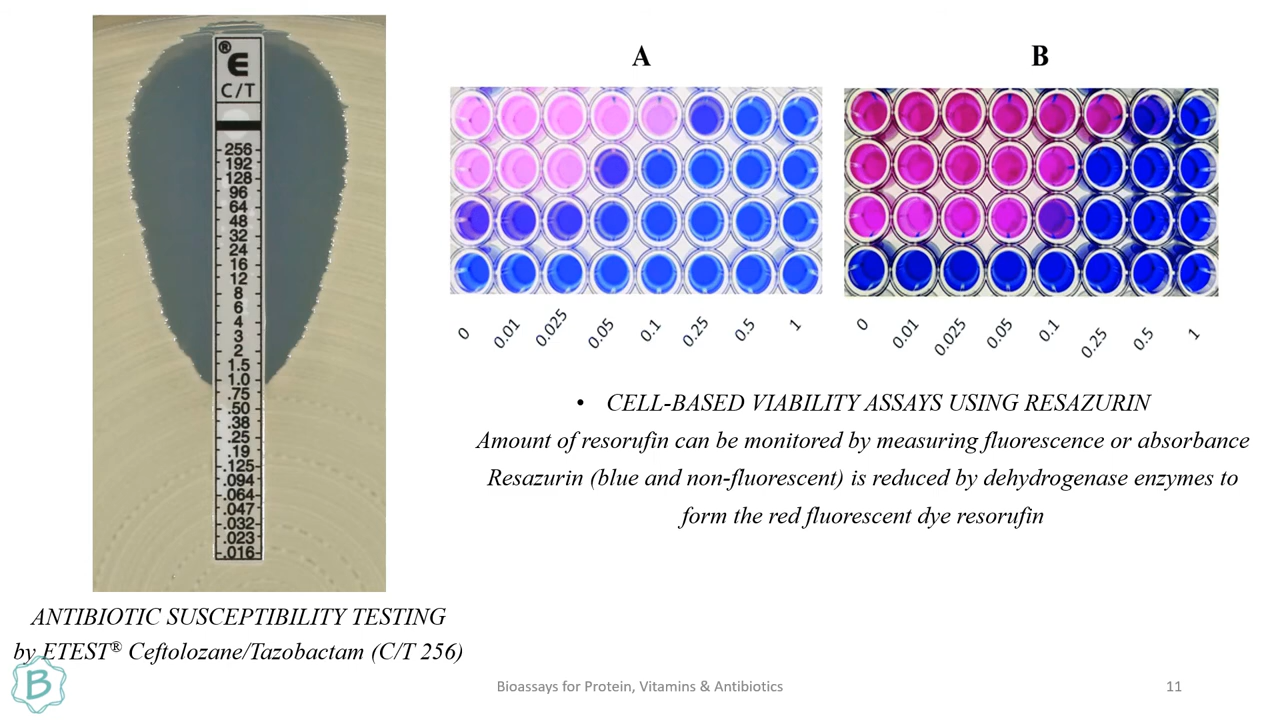 ®
E
C/T
256
192
128
96
64
48
32
24
16
12
8
6
4
3
2
1.5
1.0
.75
.50
.38
.25
.19
.125
.094
.064
.047
.032
.023
.016
ANTIBIOTIC SUSCEPTIBILITY TESTING
by ETEST® Ceftolozane/Tazobactam (C/T 256)
A
0 0.01 0.025 0.05 0.1 0.25 0.5 1
B
0 0.01 0.025 0.05 0.1 0.25 0.5 1
• CELL-BASED VIABILITY ASSAYS USING RESAZURIN
Amount of resorufin can be monitored by measuring fluorescence or absorbance
Resazurin (blue and non-fluorescent) is reduced by dehydrogenase enzymes to
form the red fluorescent dye resorufin
B
Bioassays for Protein, Vitamins & Antibiotics
11